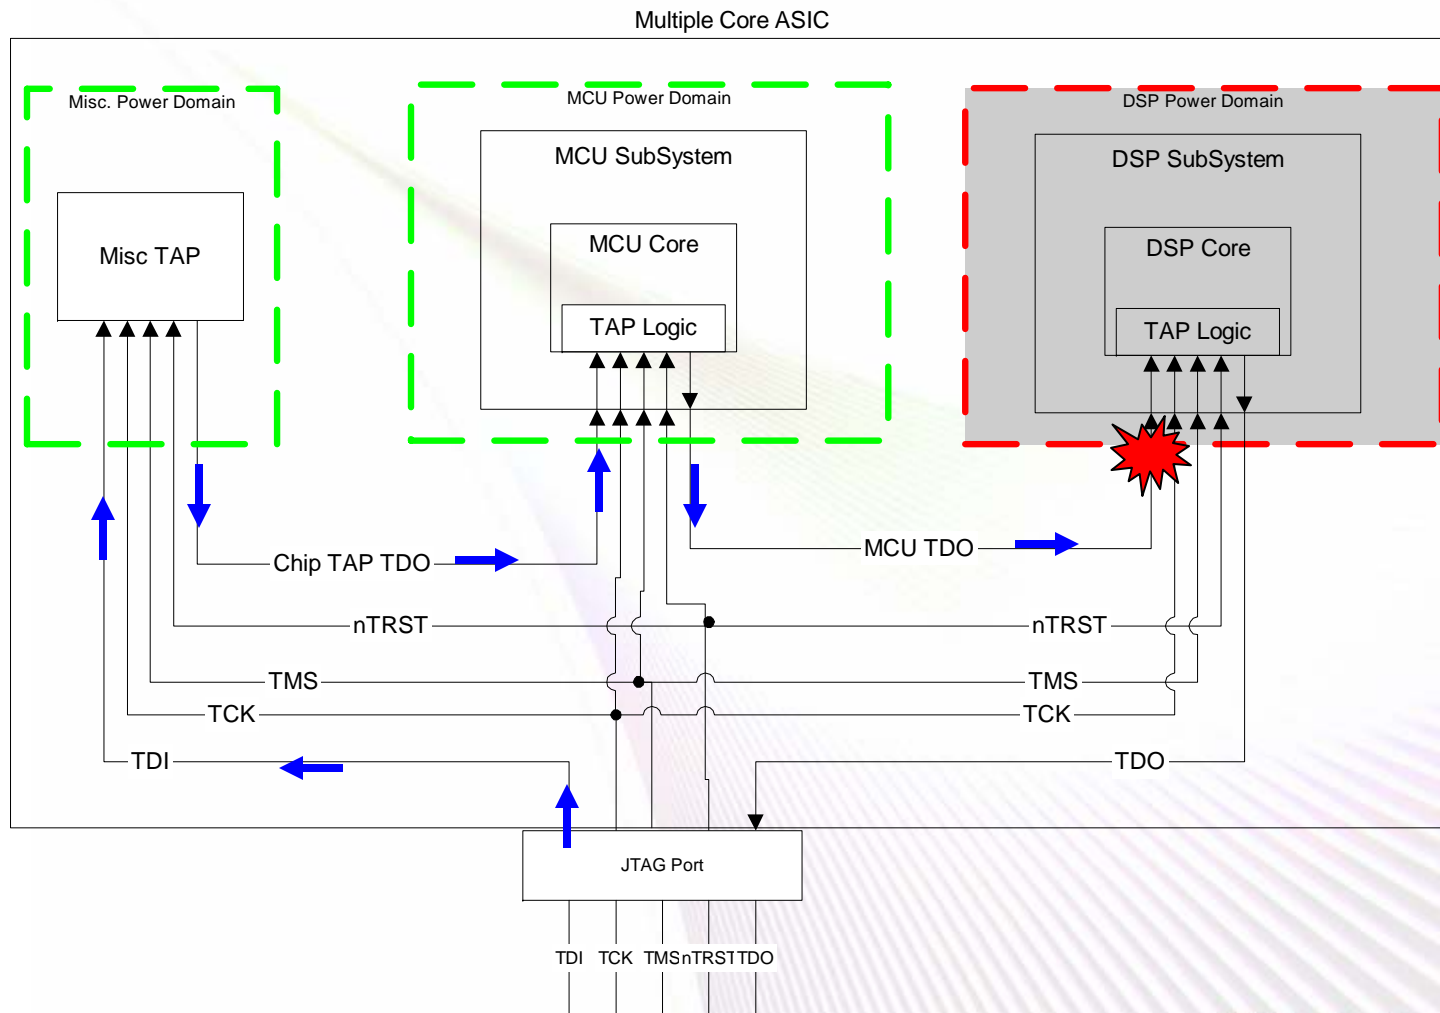 Multiple Core ASIC
Misc. Power Domain
MCU Power Domain
DSP Power Domain
MCU SubSystem
DSP SubSystem
Misc TAP
MCU Core
DSP Core
TAP Logic
TAP Logic
Chip TAP TDO
MCU TDO
nTRST
nTRST
TMS
TMS
TCK
TCK
TDI
TDO
JTAG Port
TDI
TCK
TMS
nTRST
TDO